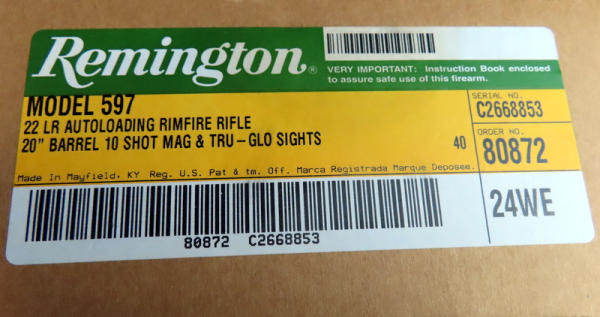 Remington®
VERY IMPORTANT: Instruction Book enclosed
to assure safe use of this firearm.
MODEL 597
22 LR AUTOLOADING RIMFIRE RIFLE
20" BARREL 10 SHOT MAG & TRU-GLO SIGHTS
40
SERIAL NO.
C2668853
ORDER NO.
80872
Made In Mayfield, KY Reg. U.S. Pat & tm. Off. Marca Registrada Marque Deposee.
24WE
80872 C2668853